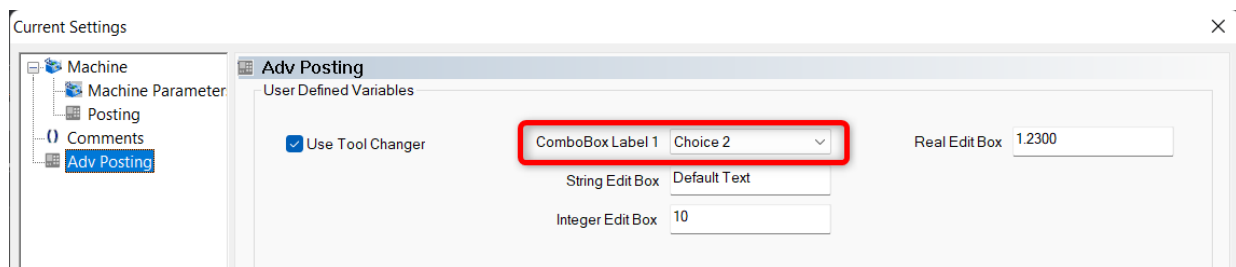 Current Settings
Machine
Machine Parameter
Posting
Comments
Adv Posting
Adv Posting
User Defined Variables
Use Tool Changer
ComboBox Label 1 Choice 2
Real Edit Box 1.2300
String Edit Box Default Text
Integer Edit Box 10